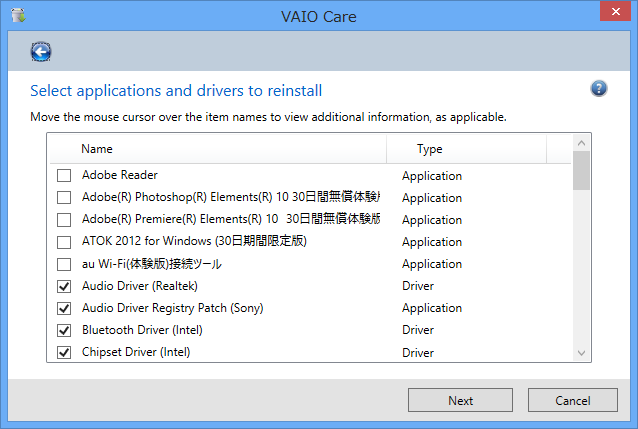 VAIO Care
Select applications and drivers to reinstall
Move the mouse cursor over the item names to view additional information, as applicable.
Name Type
Adobe Reader Application
Adobe(R) Photoshop(R) Elements(R) 10 30日間無償体験 Application
Adobe(R) Premiere(R) Elements(R) 10 30日間無償体験版 Application
ATOK 2012 for Windows (30日期間限定版) Application
au Wi-Fi(体験版)接続ツール Application
Audio Driver (Realtek) Driver
Audio Driver Registry Patch (Sony) Application
Bluetooth Driver (Intel) Driver
Chipset Driver (Intel) Driver
Next Cancel